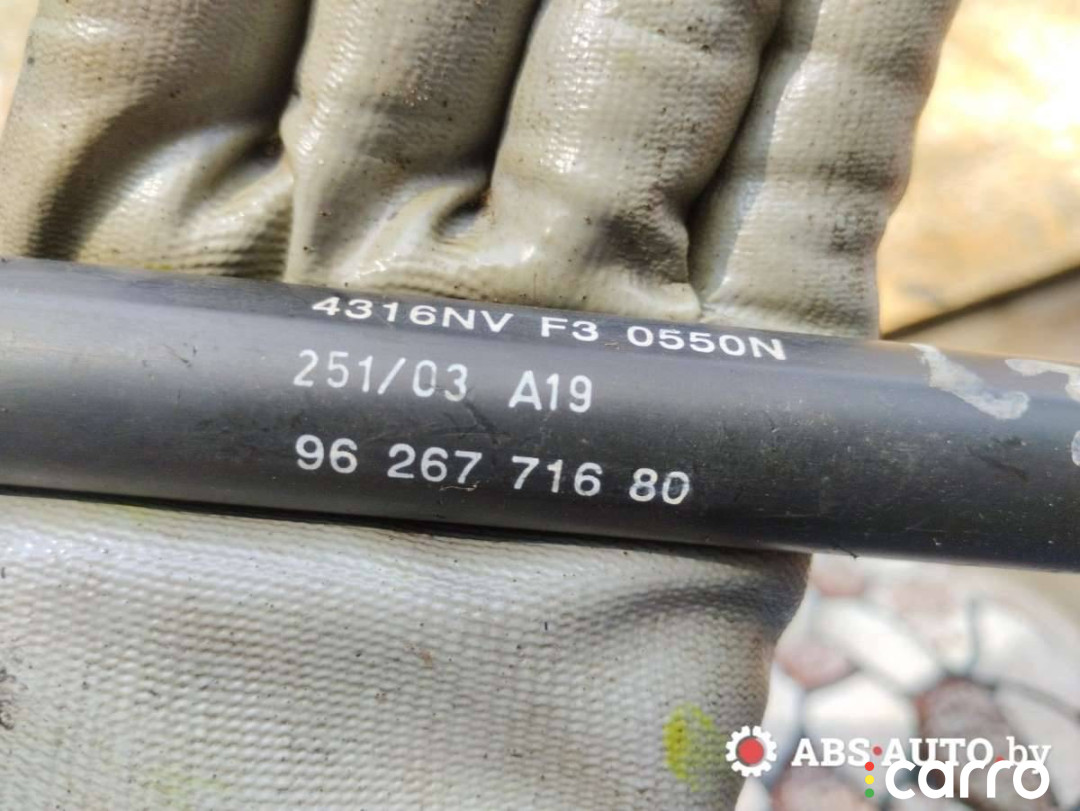 4316NV F3 0550N
251/03 A19
96 267 716 80
ABS-AUTO.by
carro